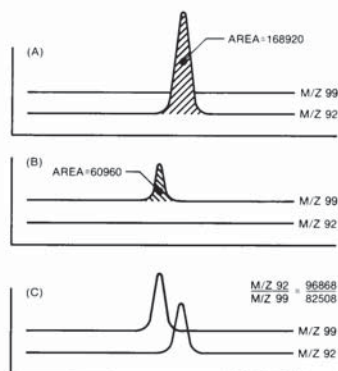 (A)
AREA=168920
M/Z 99
M/Z 92
(B)
AREA=60960
M/Z 99
M/Z 92
(C)
M/Z 92 = 96868
M/Z 99 82508
M/Z 99
M/Z 92